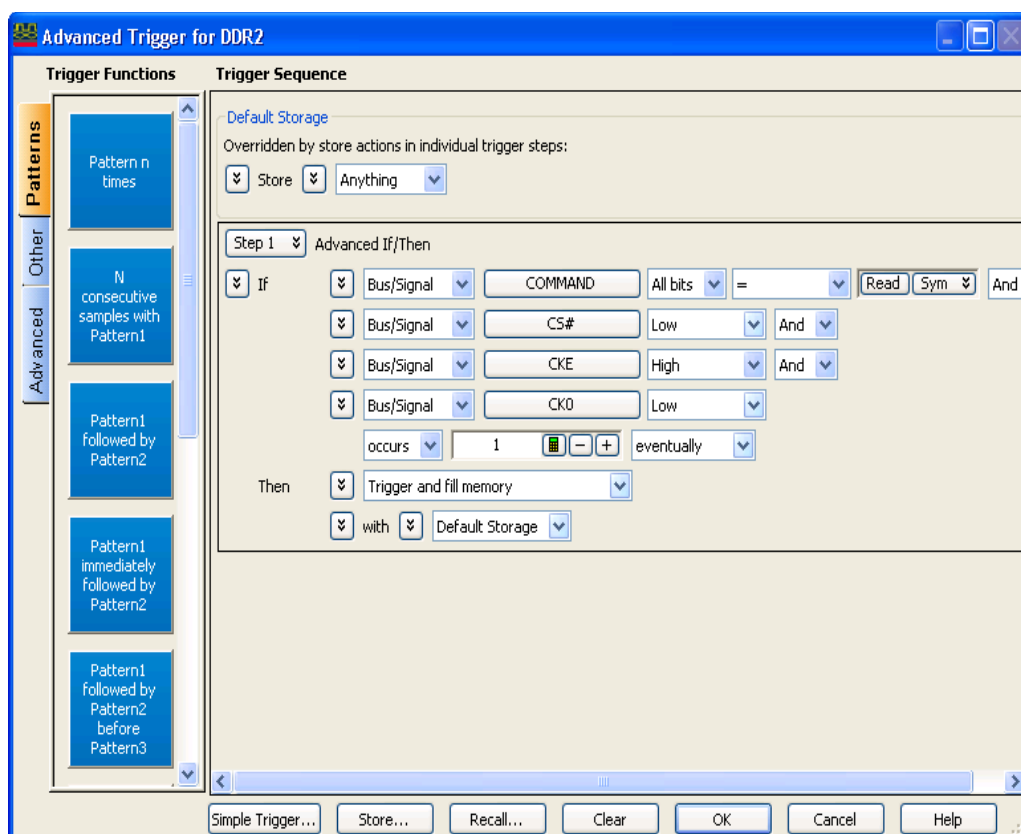 Advanced Trigger for DDR2
Trigger Functions
Trigger Sequence
Patterns
Other
Advanced
Pattern n
times
N
consecutive
samples with
Pattern1
Pattern1
followed by
Pattern2
Pattern1
immediately
followed by
Pattern2
Pattern1
followed by
Pattern2
before
Pattern3
Default Storage
Overridden by store actions in individual trigger steps:
Store Anything
Step 1 Advanced If/Then
If Bus/Signal COMMAND All bits = Read Sym And
Bus/Signal CS# Low And
Bus/Signal CKE High And
Bus/Signal CK0 Low
occurs 1 - + eventually
Then Trigger and fill memory
with Default Storage
Simple Trigger... Store... Recall... Clear OK Cancel Help